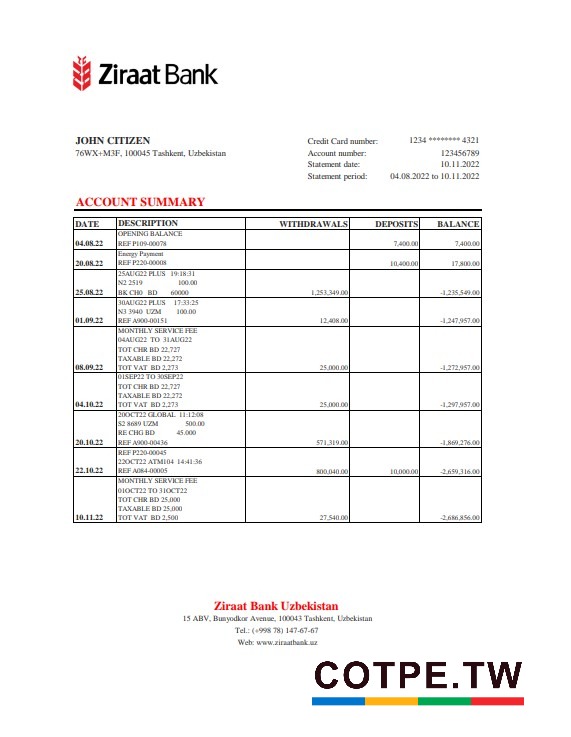 Ziraat Bank
JOHN CITIZEN
76WX+M3F, 100045 Tashkent, Uzbekistan
Credit Card number: 1234 ******** 4321
Account number: 123456789
Statement date: 10.11.2022
Statement period: 04.08.2022 to 10.11.2022
ACCOUNT SUMMARY
DATE DESCRIPTION WITHDRAWALS DEPOSITS BALANCE
OPENING BALANCE
04.08.22 REF P109-00078 7,400.00 7,400.00
Energy Payment
20.08.22 REF P220-00008 10,400.00 17,800.00
25AUG22 PLUS 19:18:31
N2 2519 100.00
25.08.22 BK CH0 BD 60000 1,253,349.00 -1,235,549.00
30AUG22 PLUS 17:33:25
N3 3940 UZM 100.00
01.09.22 REF A900-00151 12,408.00 -1,247,957.00
MONTHLY SERVICE FEE
04AUG22 TO 31AUG22
TOT CHR BD 22,727
TAXABLE BD 22,272
08.09.22 TOT VAT BD 2,273 25,000.00 -1,272,957.00
01SEP22 TO 30SEP22
TOT CHR BD 22,727
TAXABLE BD 22,272
04.10.22 TOT VAT BD 2,273 25,000.00 -1,297,957.00
20OCT22 GLOBAL 11:12:08
S2 8689 UZM 500.00
RE CHG BD 45.000
20.10.22 REF A900-00436 571,319.00 -1,869,276.00
REF P220-00045
22OCT22 ATM104 14:41:36
22.10.22 REF A084-00005 800,040.00 10,000.00 -2,659,316.00
MONTHLY SERVICE FEE
01OCT22 TO 31OCT22
TOT CHR BD 25,000
TAXABLE BD 25,000
10.11.22 TOT VAT BD 2,500 27,540.00 -2,686,856.00
Ziraat Bank Uzbekistan
15 ABV, Bunyodkor Avenue, 100043 Tashkent, Uzbekistan
Tel.: (+998 78) 147-67-67
Web: www.ziraatbank.uz
COTPE.TW